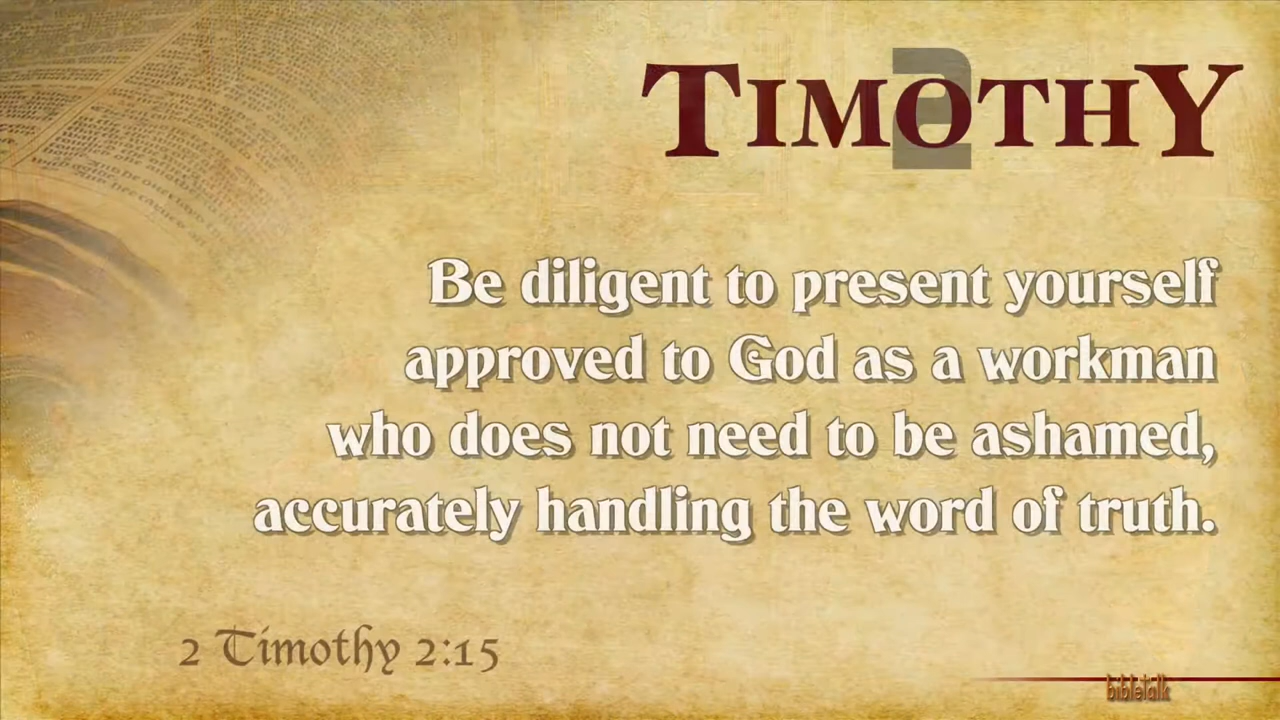 2
TIMOTHY
Be diligent to present yourself
approved to God as a workman
who does not need to be ashamed,
accurately handling the word of truth.
2 Timothy 2:15
bibletalk